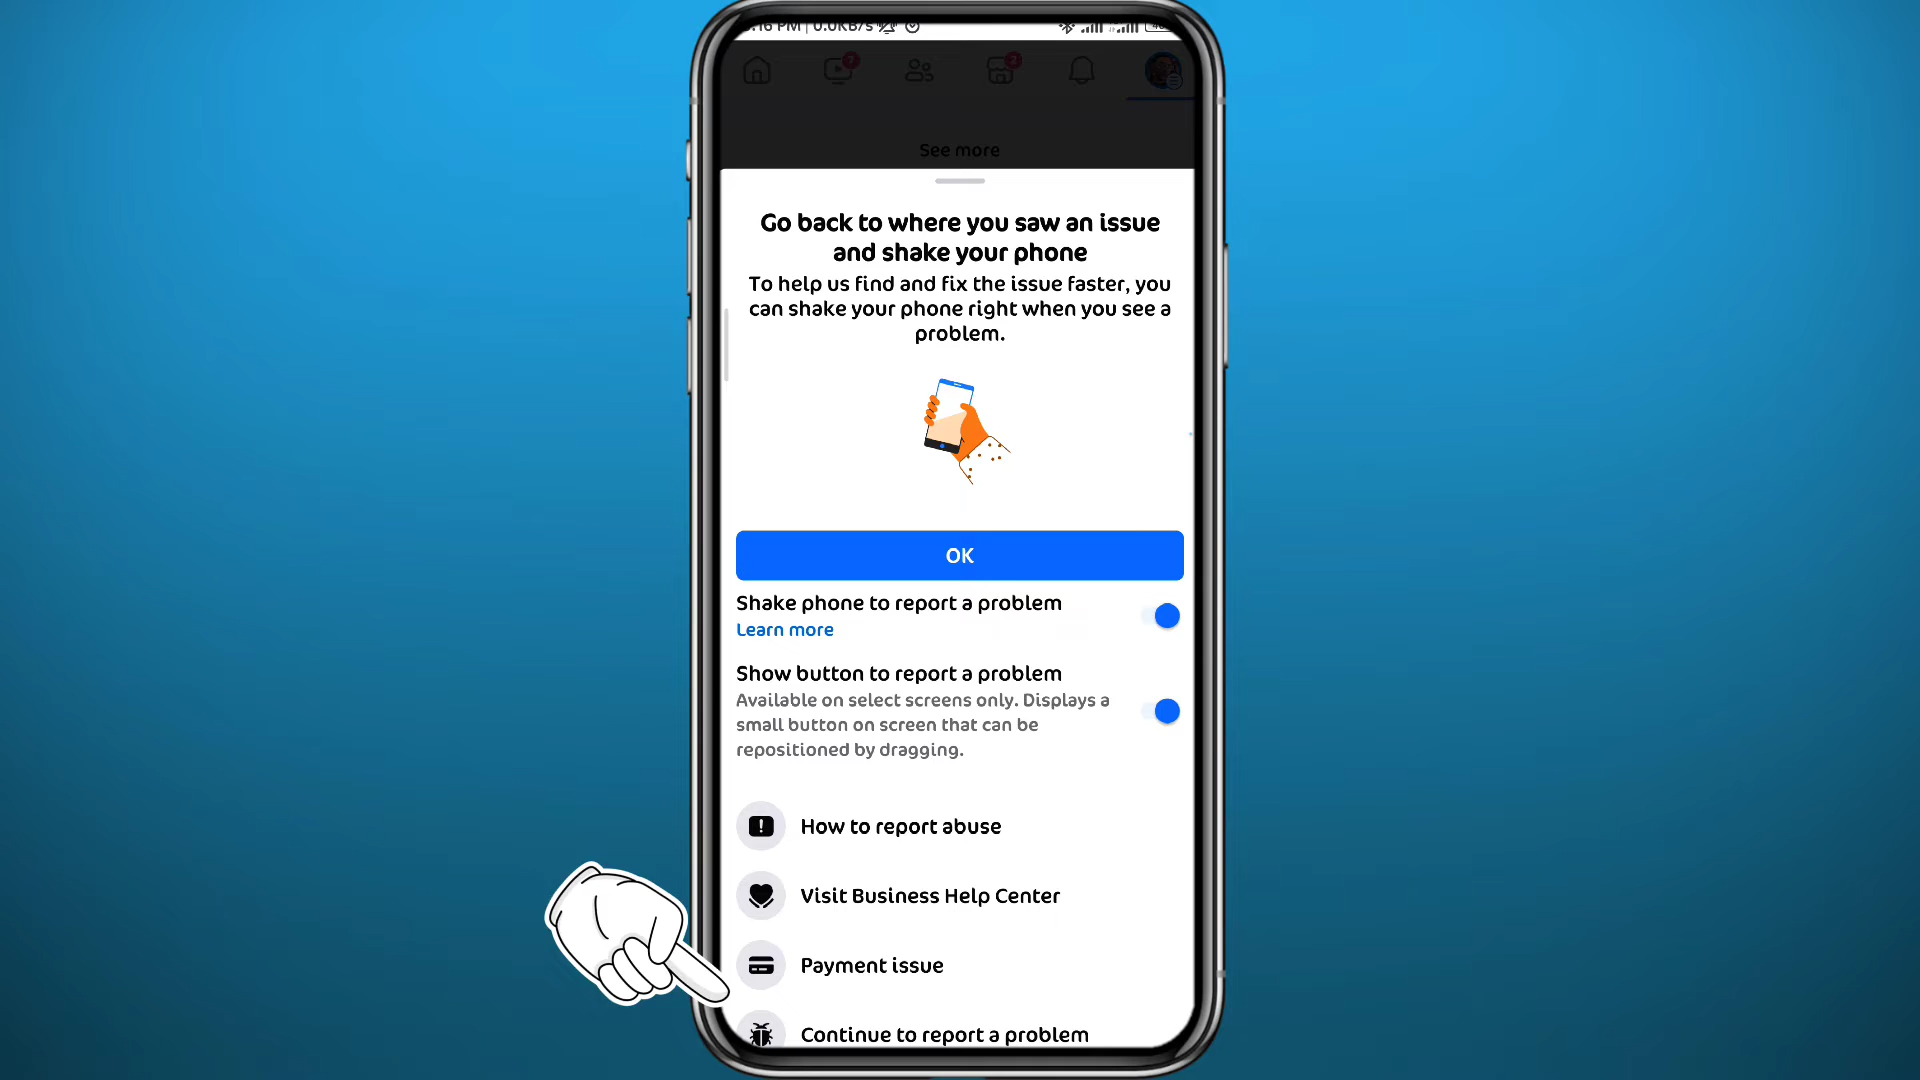 :16 PM | 0.0KB/s
See more
Go back to where you saw an issue
and shake your phone
To help us find and fix the issue faster, you
can shake your phone right when you see a
problem.
OK
Shake phone to report a problem
Learn more
Show button to report a problem
Available on select screens only. Displays a
small button on screen that can be
repositioned by dragging.
How to report abuse
Visit Business Help Center
Payment issue
Continue to report a problem